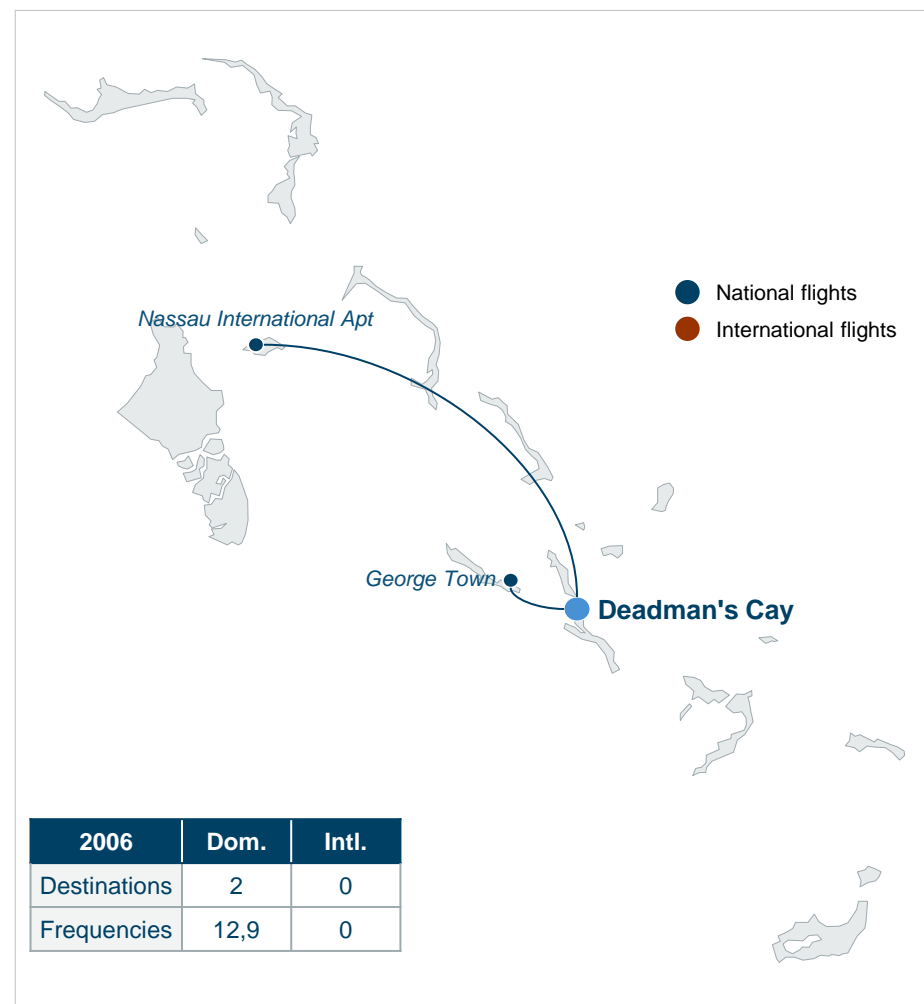 National flights
Nassau International Apt
International flights
George Town
Deadman's Cay
2006 Dom. Intl.
Destinations 2 0
Frequencies 12,9 0